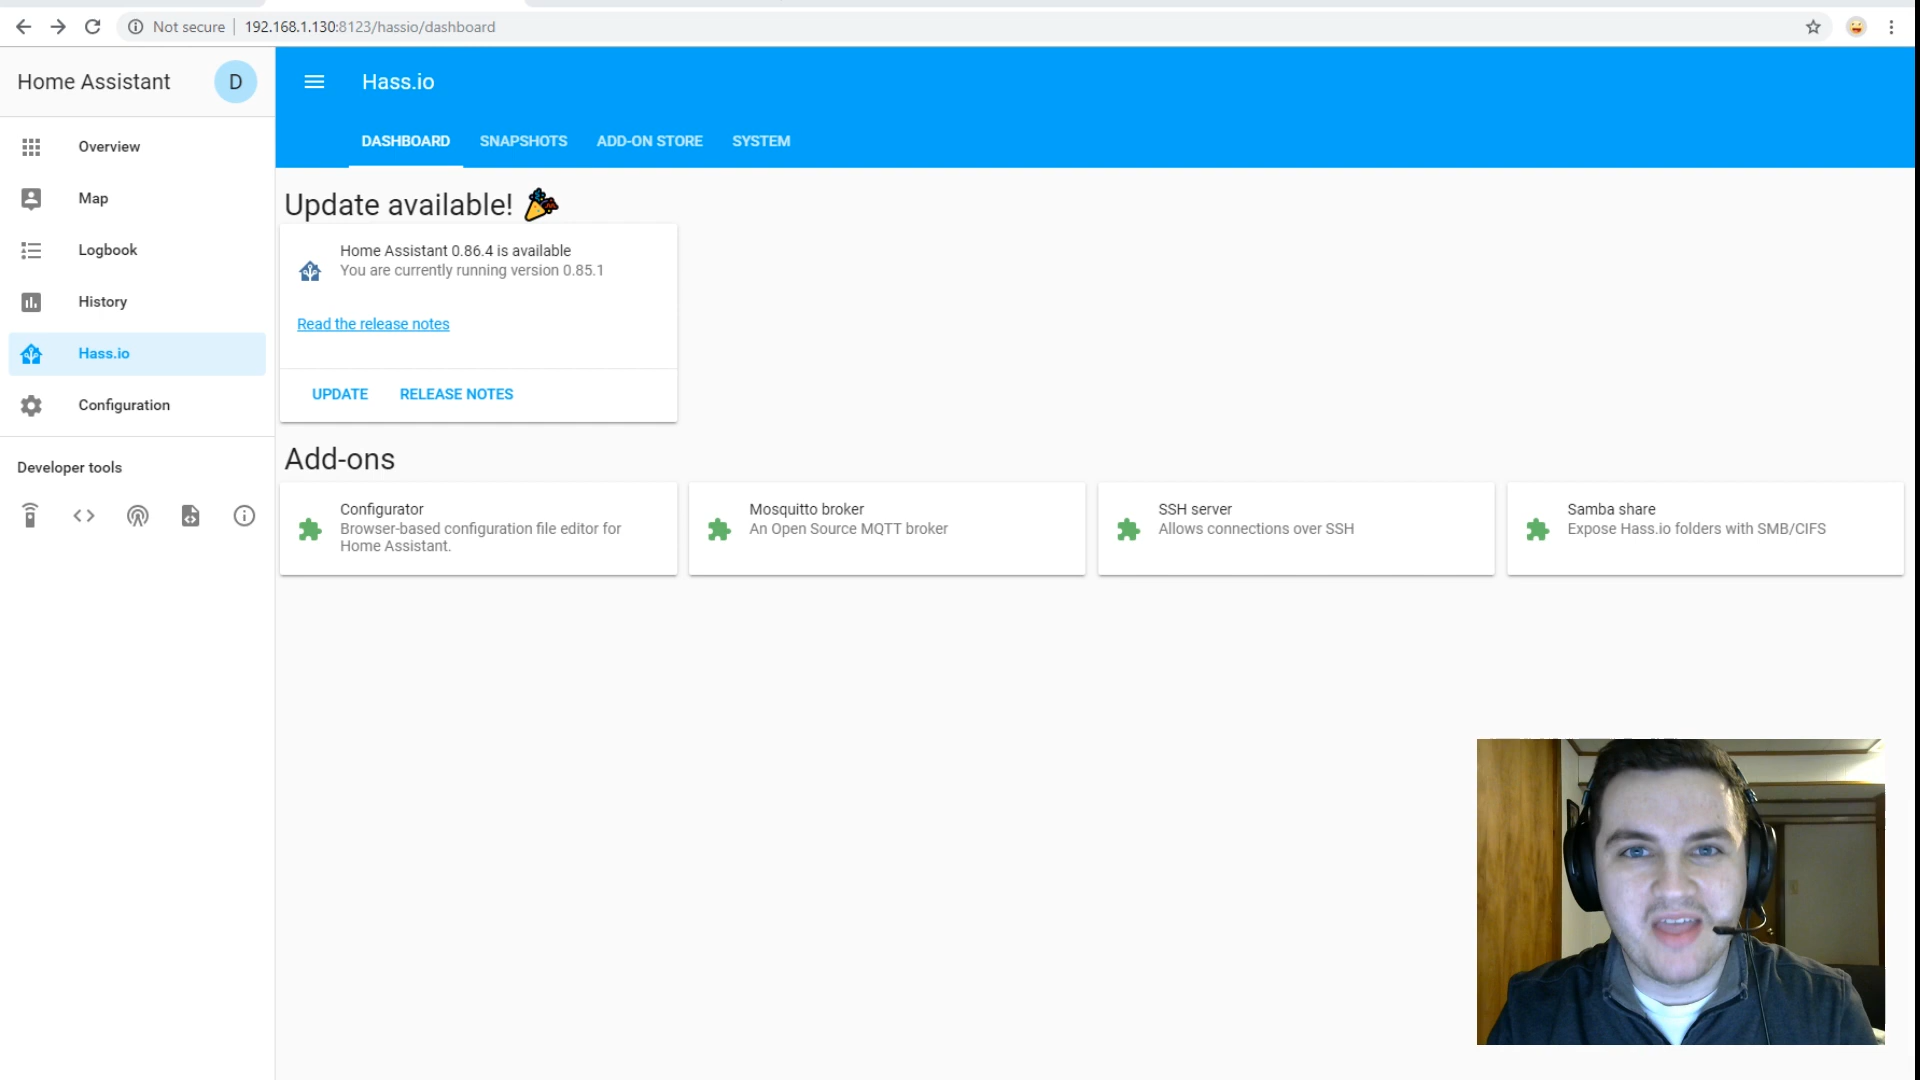 Not secure | 192.168.1.130:8123/hassio/dashboard
Home Assistant
D
Hass.io
DASHBOARD
SNAPSHOTS
ADD-ON STORE
SYSTEM
Overview
Map
Logbook
History
Hass.io
Configuration
Developer tools
Update available! 🎉
Home Assistant 0.86.4 is available
You are currently running version 0.85.1
Read the release notes
UPDATE
RELEASE NOTES
Add-ons
Configurator
Browser-based configuration file editor for
Home Assistant.
Mosquitto broker
An Open Source MQTT broker
SSH server
Allows connections over SSH
Samba share
Expose Hass.io folders with SMB/CIFS